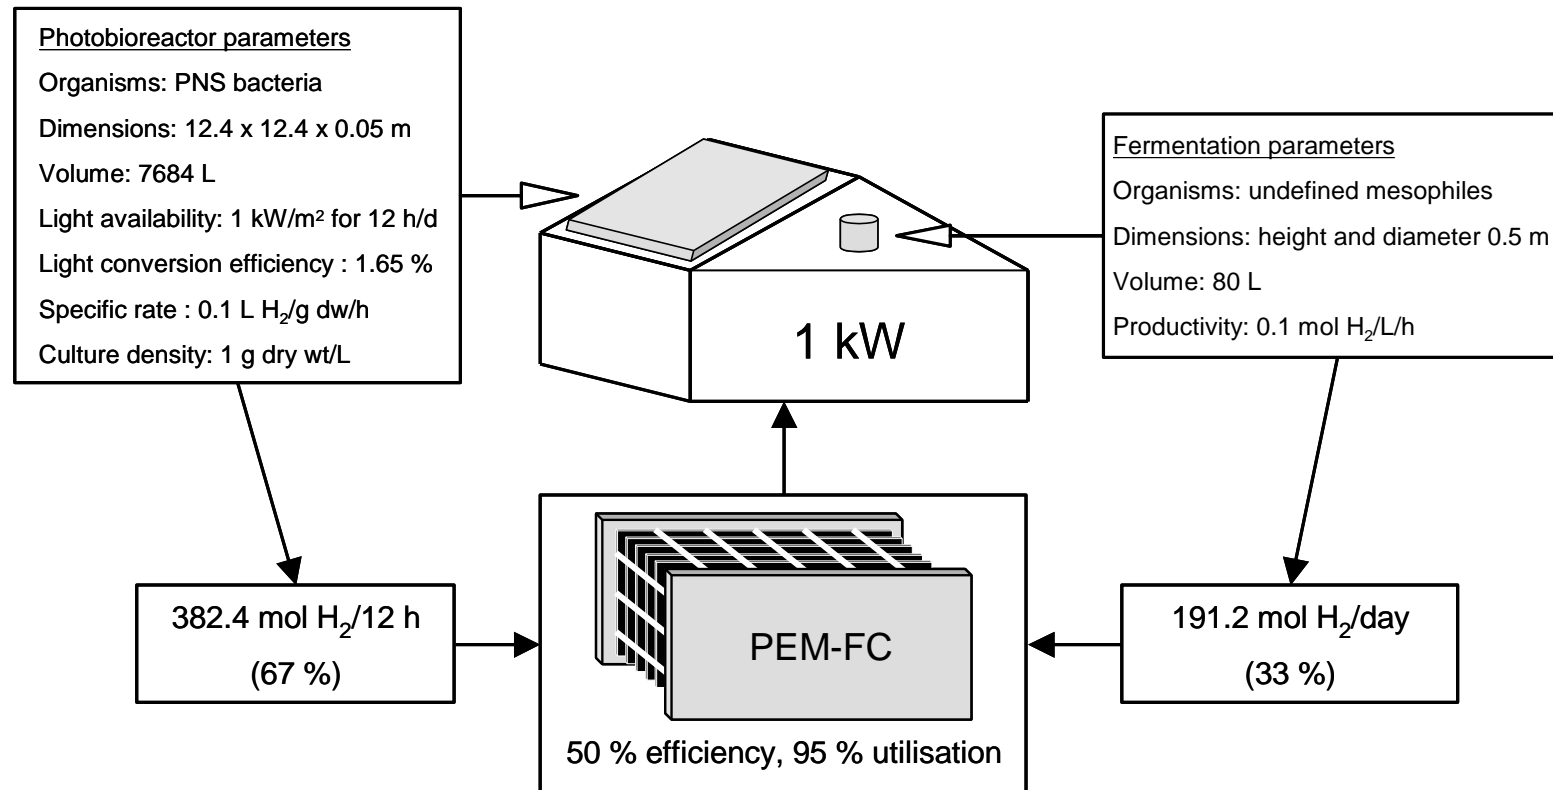 Photobioreactor parameters
Organisms: PNS bacteria
Dimensions: 12.4 x 12.4 x 0.05 m
Volume: 7684 L
Light availability: 1 kW/m² for 12 h/d
Light conversion efficiency : 1.65 %
Specific rate : 0.1 L H₂/g dw/h
Culture density: 1 g dry wt/L
Fermentation parameters
Organisms: undefined mesophiles
Dimensions: height and diameter 0.5 m
Volume: 80 L
Productivity: 0.1 mol H₂/L/h
1 kW
382.4 mol H₂/12 h
(67 %)
PEM-FC
50 % efficiency, 95 % utilisation
191.2 mol H₂/day
(33 %)